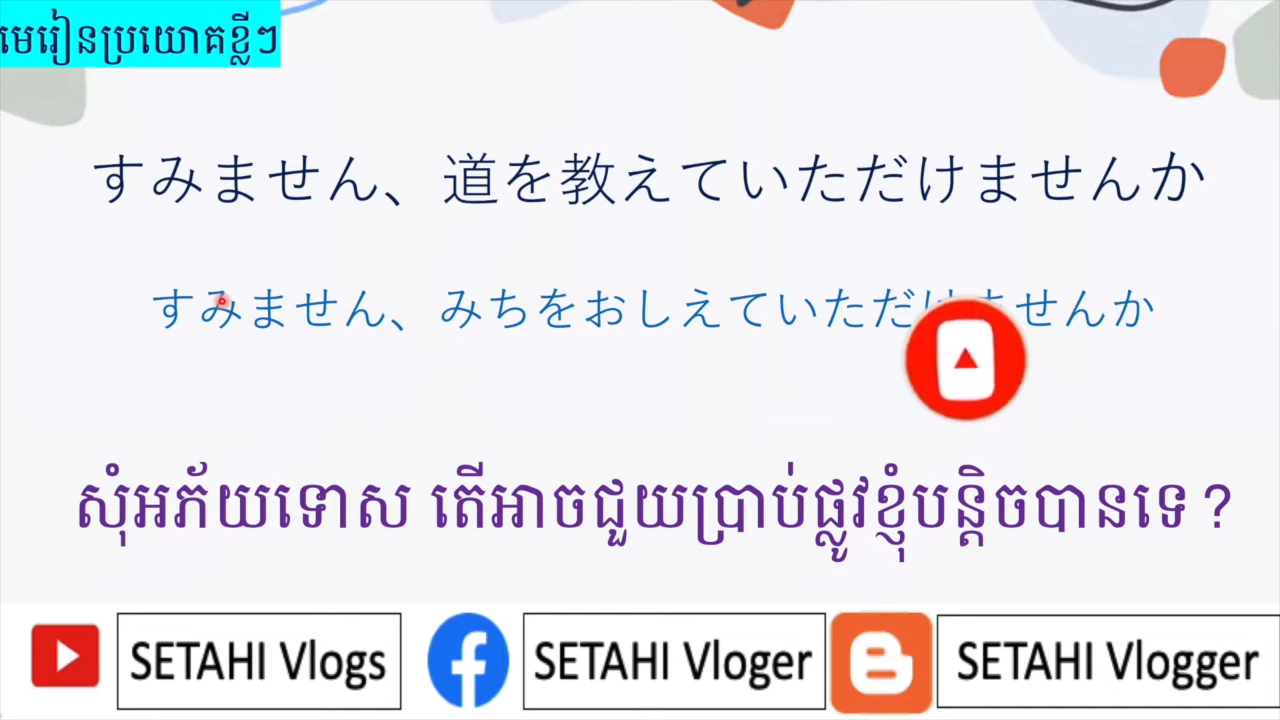 មេរៀនប្រយោគខ្លីៗ
すみません、道を教えていただけませんか
すみません、みちをおしえていただけませんか
សុំអភ័យទោស តើអាចជួយប្រាប់ផ្លូវខ្ញុំបន្តិចបានទេ?
SETAHI Vlogs
SETAHI Vloger
SETAHI Vlogger